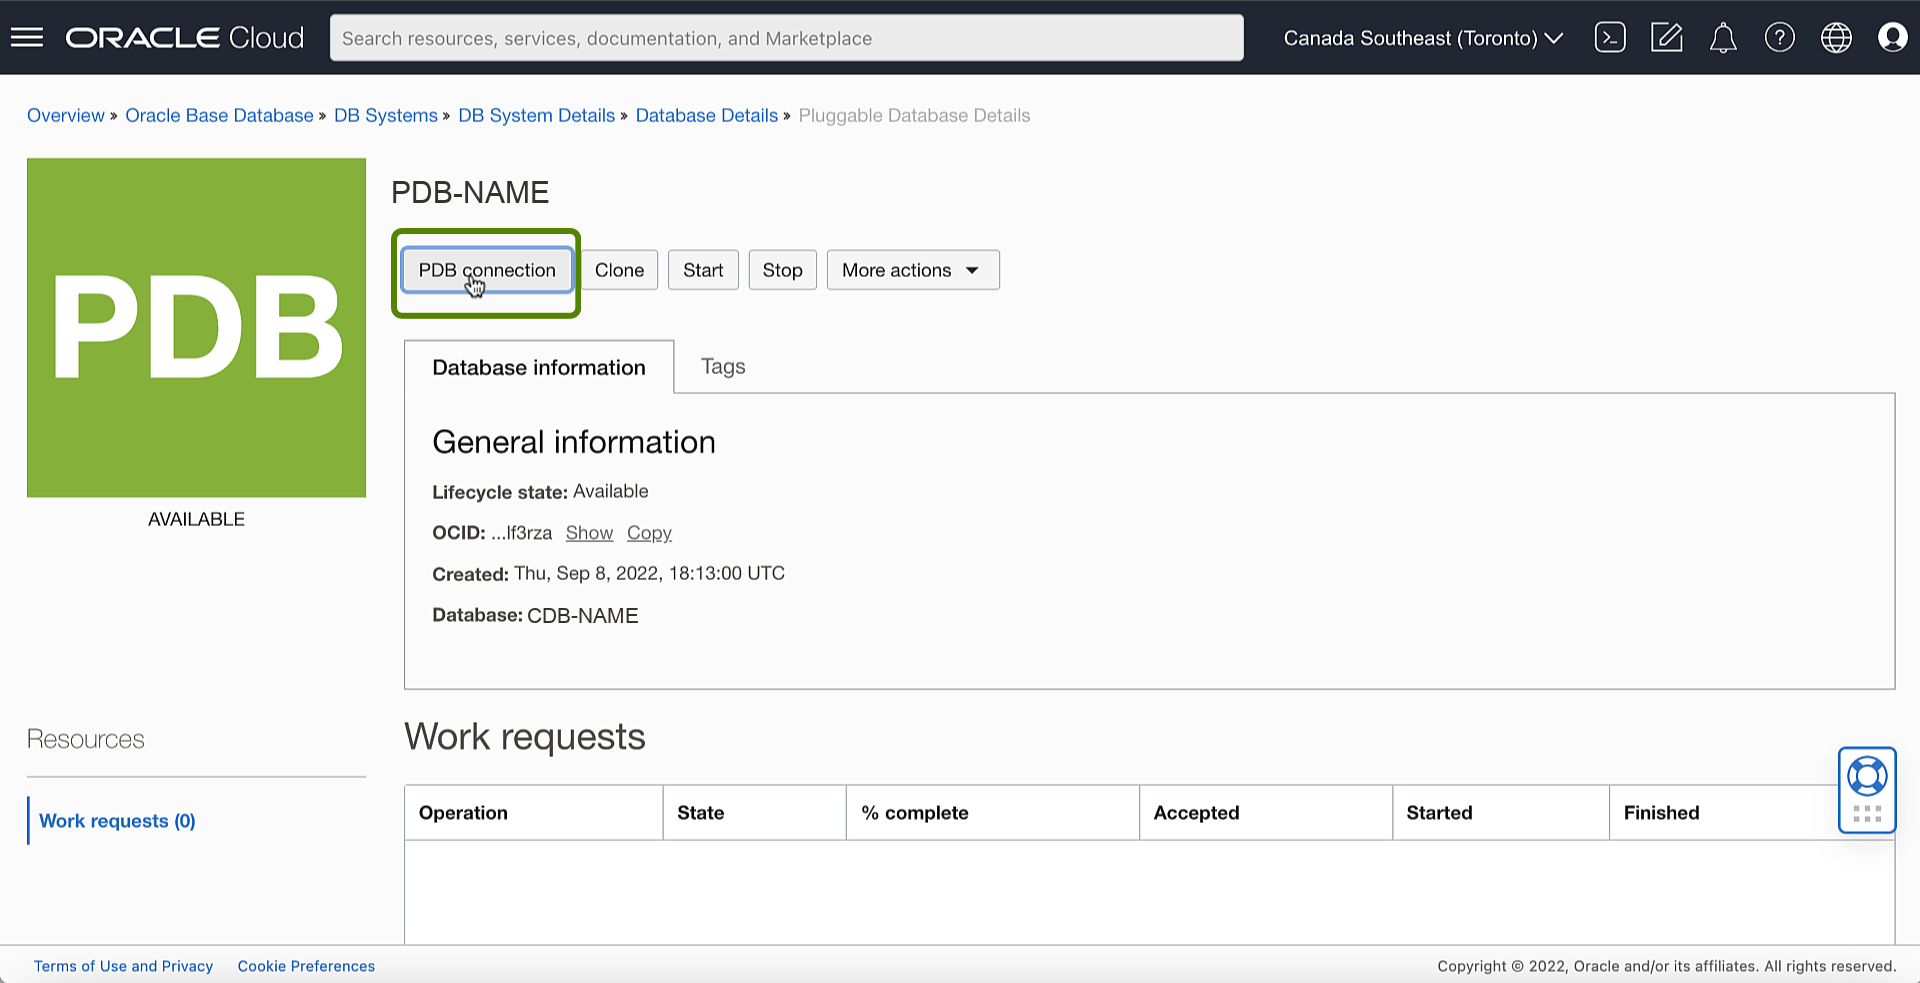 ORACLE Cloud
Search resources, services, documentation, and Marketplace
Canada Southeast (Toronto)
Overview » Oracle Base Database » DB Systems » DB System Details » Database Details » Pluggable Database Details
PDB
AVAILABLE
PDB-NAME
PDB connection Clone Start Stop More actions
Database information Tags
General information
Lifecycle state: Available
OCID: ...lf3rza Show Copy
Created: Thu, Sep 8, 2022, 18:13:00 UTC
Database: CDB-NAME
Resources
Work requests (0)
Work requests
Operation State % complete Accepted Started Finished
Terms of Use and Privacy Cookie Preferences
Copyright © 2022, Oracle and/or its affiliates. All rights reserved.